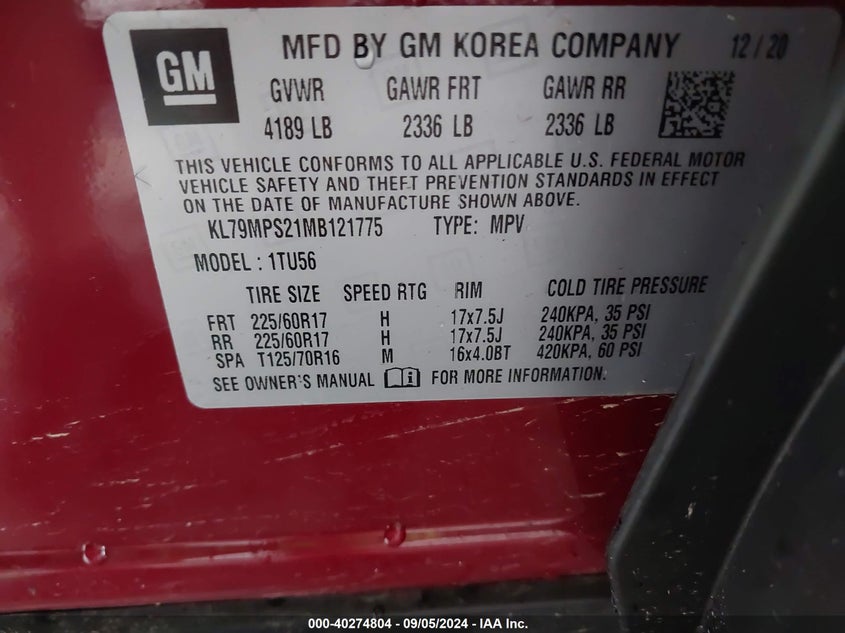 GM
MFD BY GM KOREA COMPANY 12/20
GVWR GAWR FRT GAWR RR
4189 LB 2336 LB 2336 LB
THIS VEHICLE CONFORMS TO ALL APPLICABLE U.S. FEDERAL MOTOR
VEHICLE SAFETY AND THEFT PREVENTION STANDARDS IN EFFECT
ON THE DATE OF MANUFACTURE SHOWN ABOVE.
KL79MPS21MB121775 TYPE: MPV
MODEL : 1TU56
TIRE SIZE SPEED RTG RIM COLD TIRE PRESSURE
FRT 225/60R17 H 17x7.5J 240KPA, 35 PSI
RR 225/60R17 H 17x7.5J 240KPA, 35 PSI
SPA T125/70R16 M 16x4.0BT 420KPA, 60 PSI
SEE OWNER'S MANUAL FOR MORE INFORMATION.
000-40274804 - 09/05/2024 - IAA Inc.